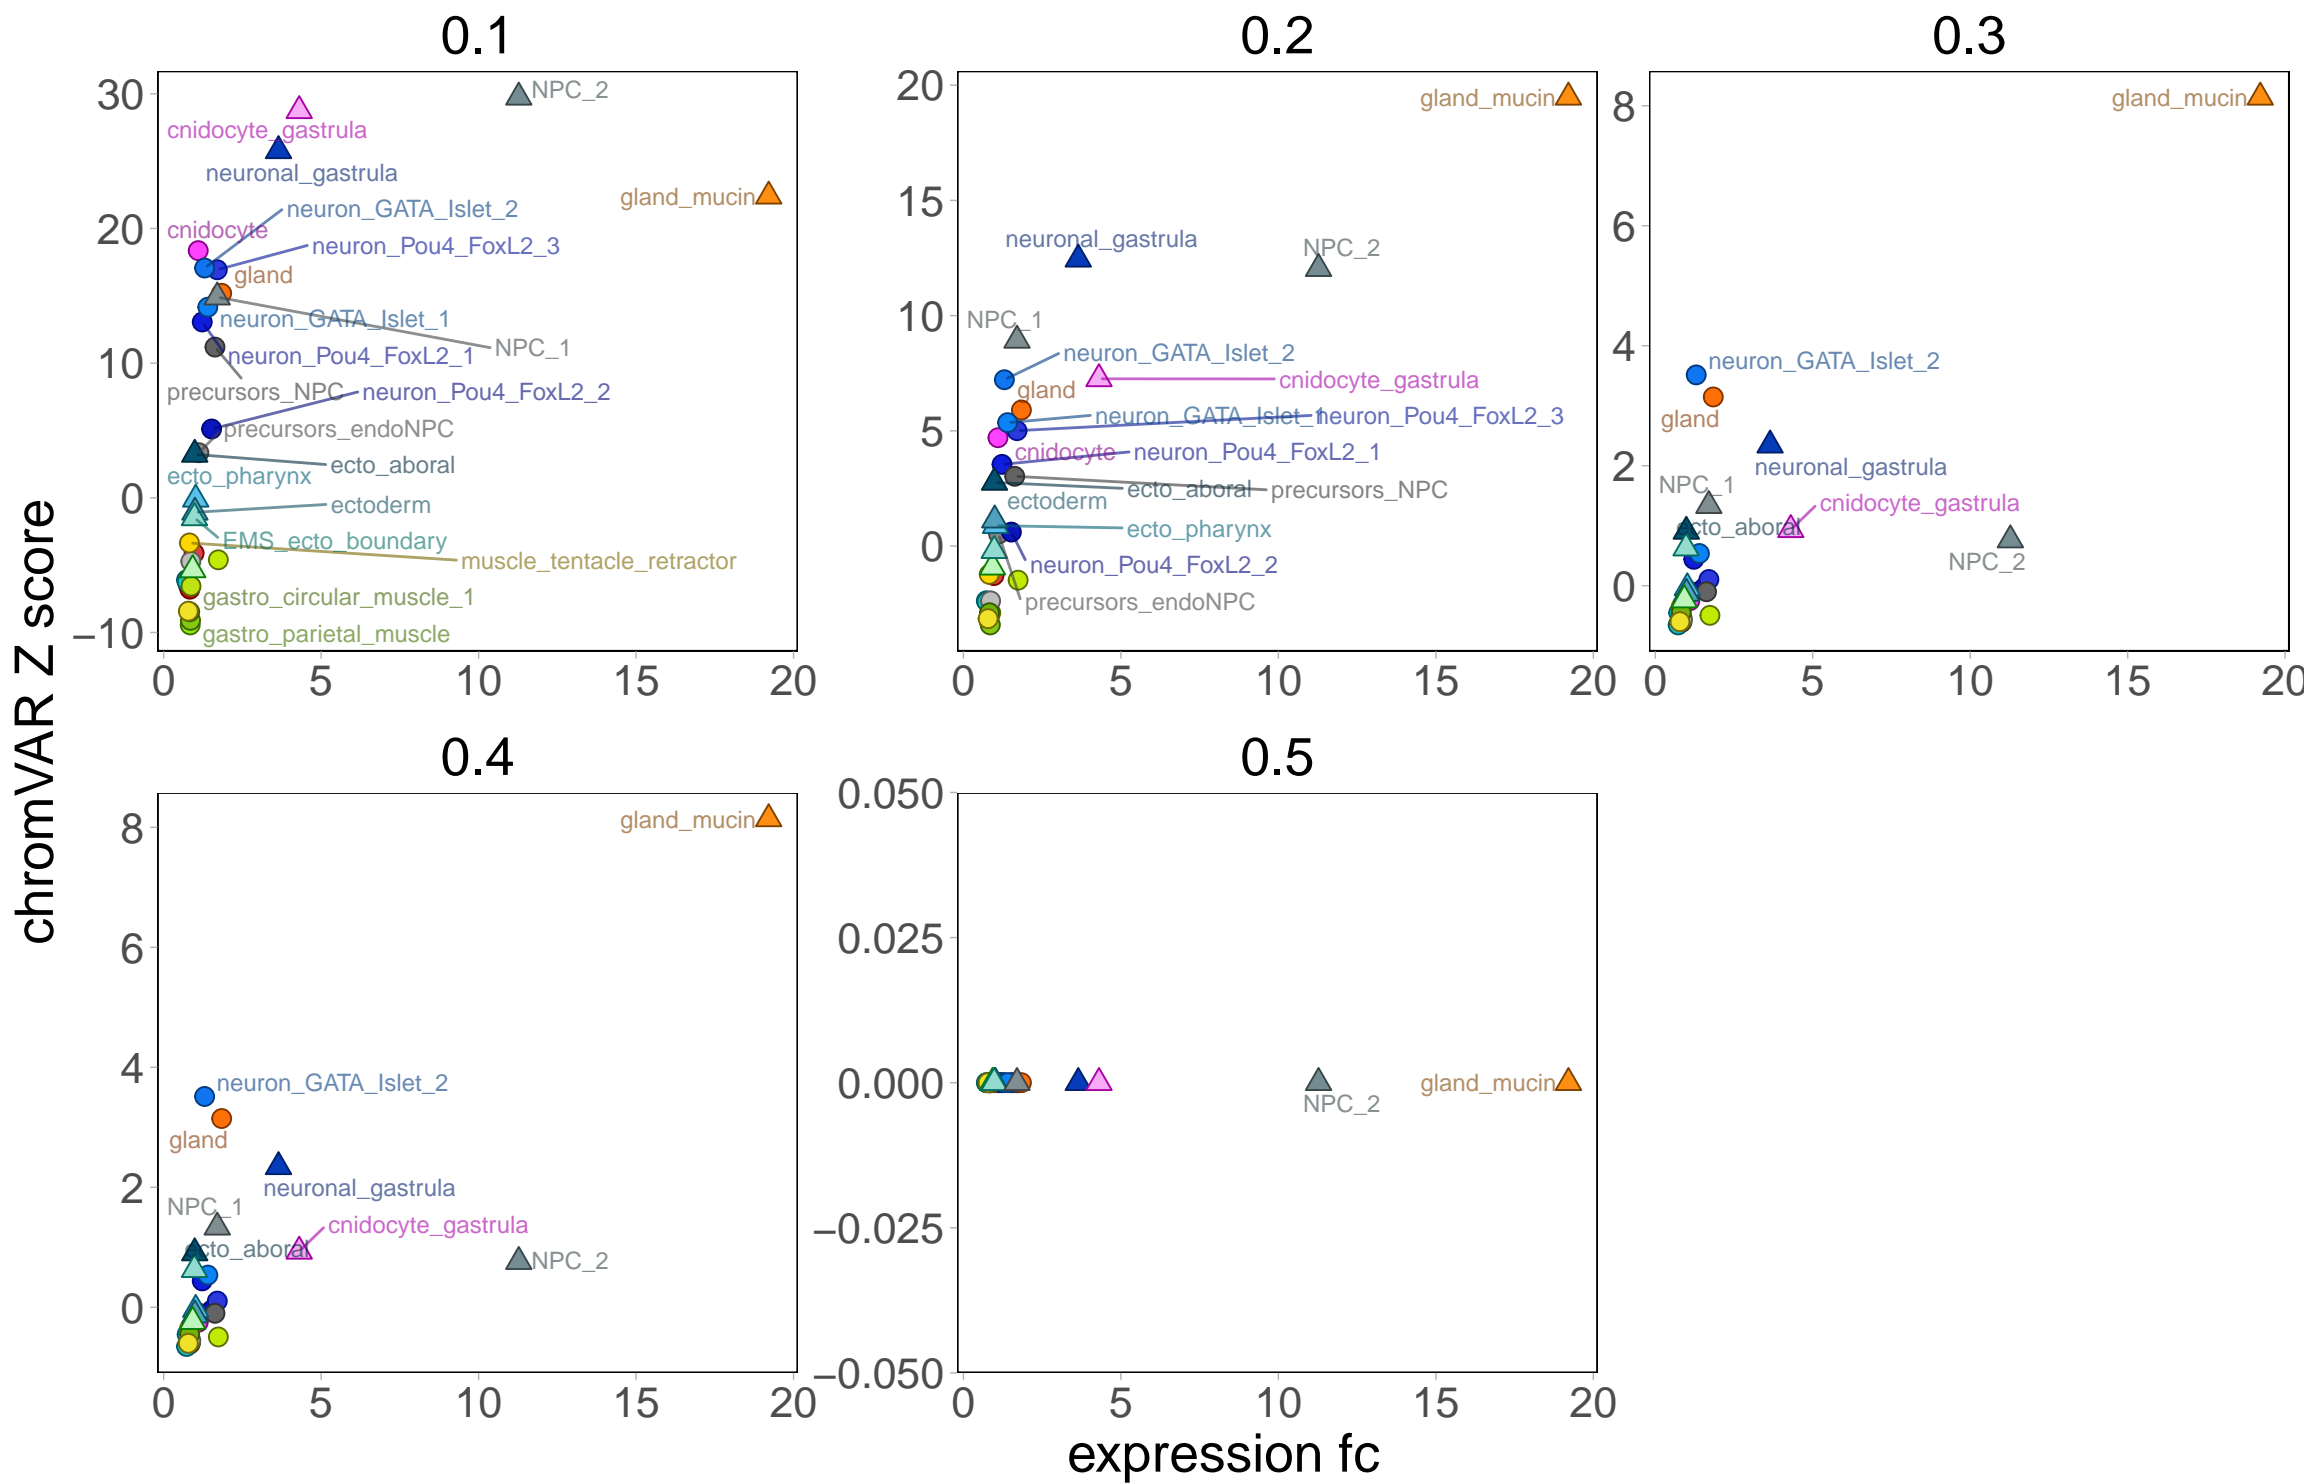 0.1
0.2
0.3
30
20
10
0
−10
NPC_2
cnidocyte_gastrula
neuronal_gastrula
gland_mucin
neuron_GATA_Islet_2
cnidocyte
neuron_Pou4_FoxL2_3
gland
neuron_GATA_Islet_1
NPC_1
neuron_Pou4_FoxL2_1
precursors_NPC
neuron_Pou4_FoxL2_2
precursors_endoNPC
ecto_aboral
ecto_pharynx
ectoderm
EMS_ecto_boundary
muscle_tentacle_retractor
gastro_circular_muscle_1
gastro_parietal_muscle
0 5 10 15 20
20
15
10
5
0
gland_mucin
neuronal_gastrula
NPC_2
NPC_1
neuron_GATA_Islet_2
cnidocyte_gastrula
gland
neuron_GATA_Islet_1
neuron_Pou4_FoxL2_3
cnidocyte
neuron_Pou4_FoxL2_1
ecto_aboral
precursors_NPC
ectoderm
ecto_pharynx
neuron_Pou4_FoxL2_2
precursors_endoNPC
0 5 10 15 20
8
6
4
2
0
gland_mucin
neuron_GATA_Islet_2
gland
neuronal_gastrula
NPC_1
cnidocyte_gastrula
ecto_aboral
NPC_2
0 5 10 15 20
chromVAR Z score
0.4
0.5
8
6
4
2
0
gland_mucin
neuron_GATA_Islet_2
gland
neuronal_gastrula
NPC_1
cnidocyte_gastrula
ecto_aboral
NPC_2
0 5 10 15 20
0.050
0.025
0.000
−0.025
−0.050
gland_mucin
NPC_2
0 5 10 15 20
expression fc